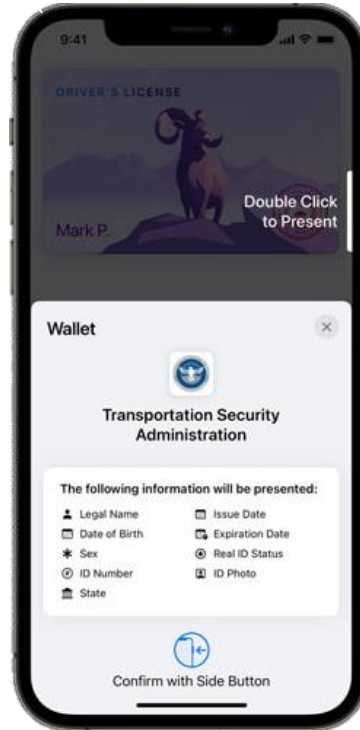 9:41
DRIVER'S LICENSE
Double Click
to Present
Mark P.
Wallet
Transportation Security
Administration
The following information will be presented:
Legal Name
Issue Date
Date of Birth
Expiration Date
Sex
Real ID Status
ID Number
ID Photo
State
Confirm with Side Button